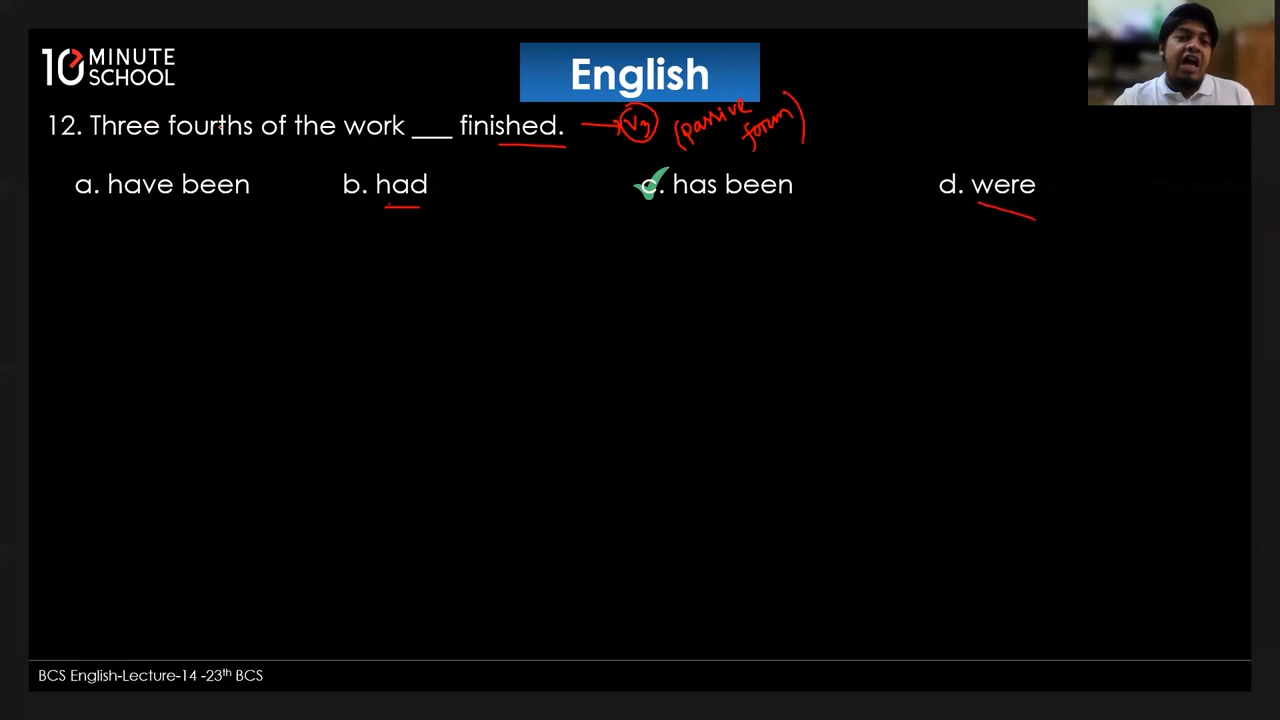 10 MINUTE
SCHOOL
English
12. Three fourths of the work ___ finished. → V3 (passive form)
a. have been b. had c. has been d. were
BCS English-Lecture-14 -23th BCS